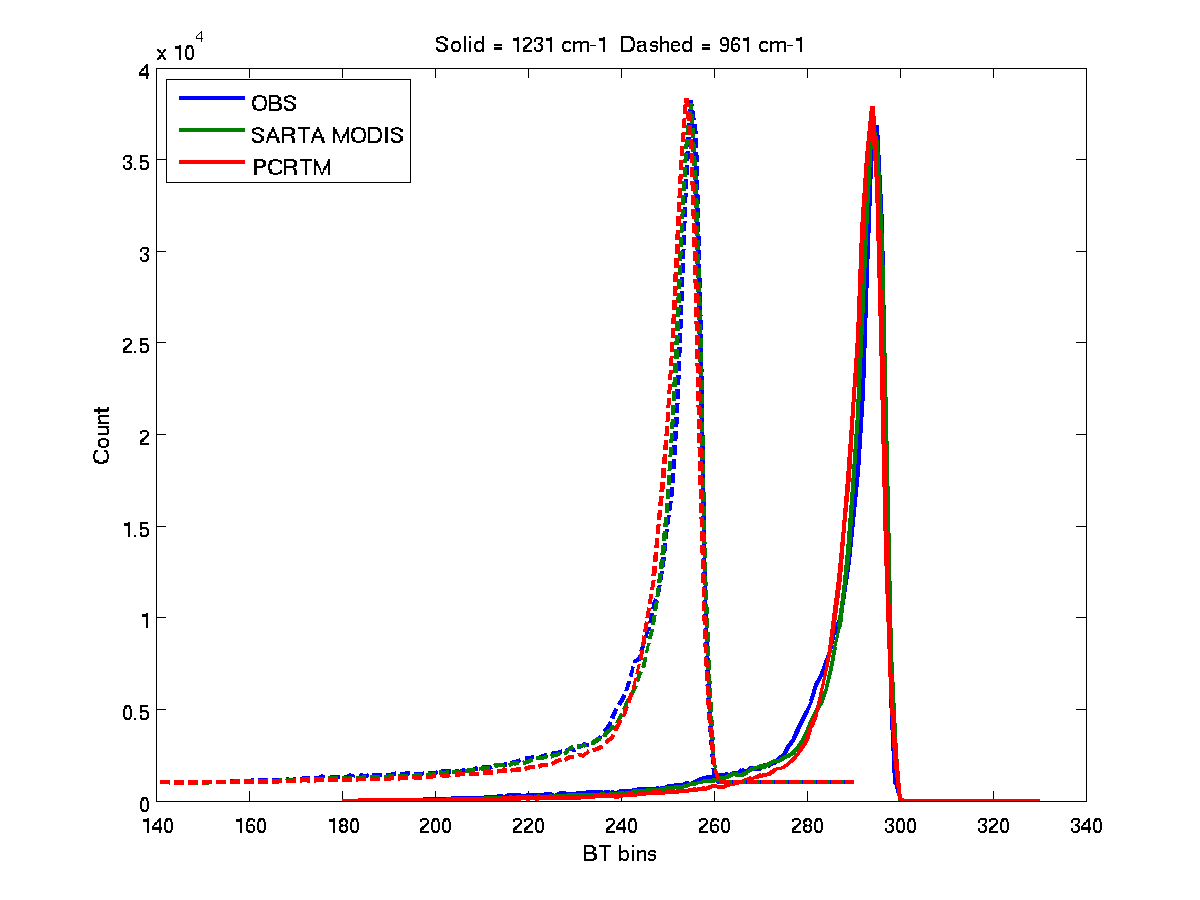 Solid = 1231 cm-1  Dashed = 961 cm-1
x 10^4
4
3.5
3
2.5
2
1.5
1
0.5
0
OBS
SARTA MODIS
PCRTM
Count
140 160 180 200 220 240 260 280 300 320 340
BT bins